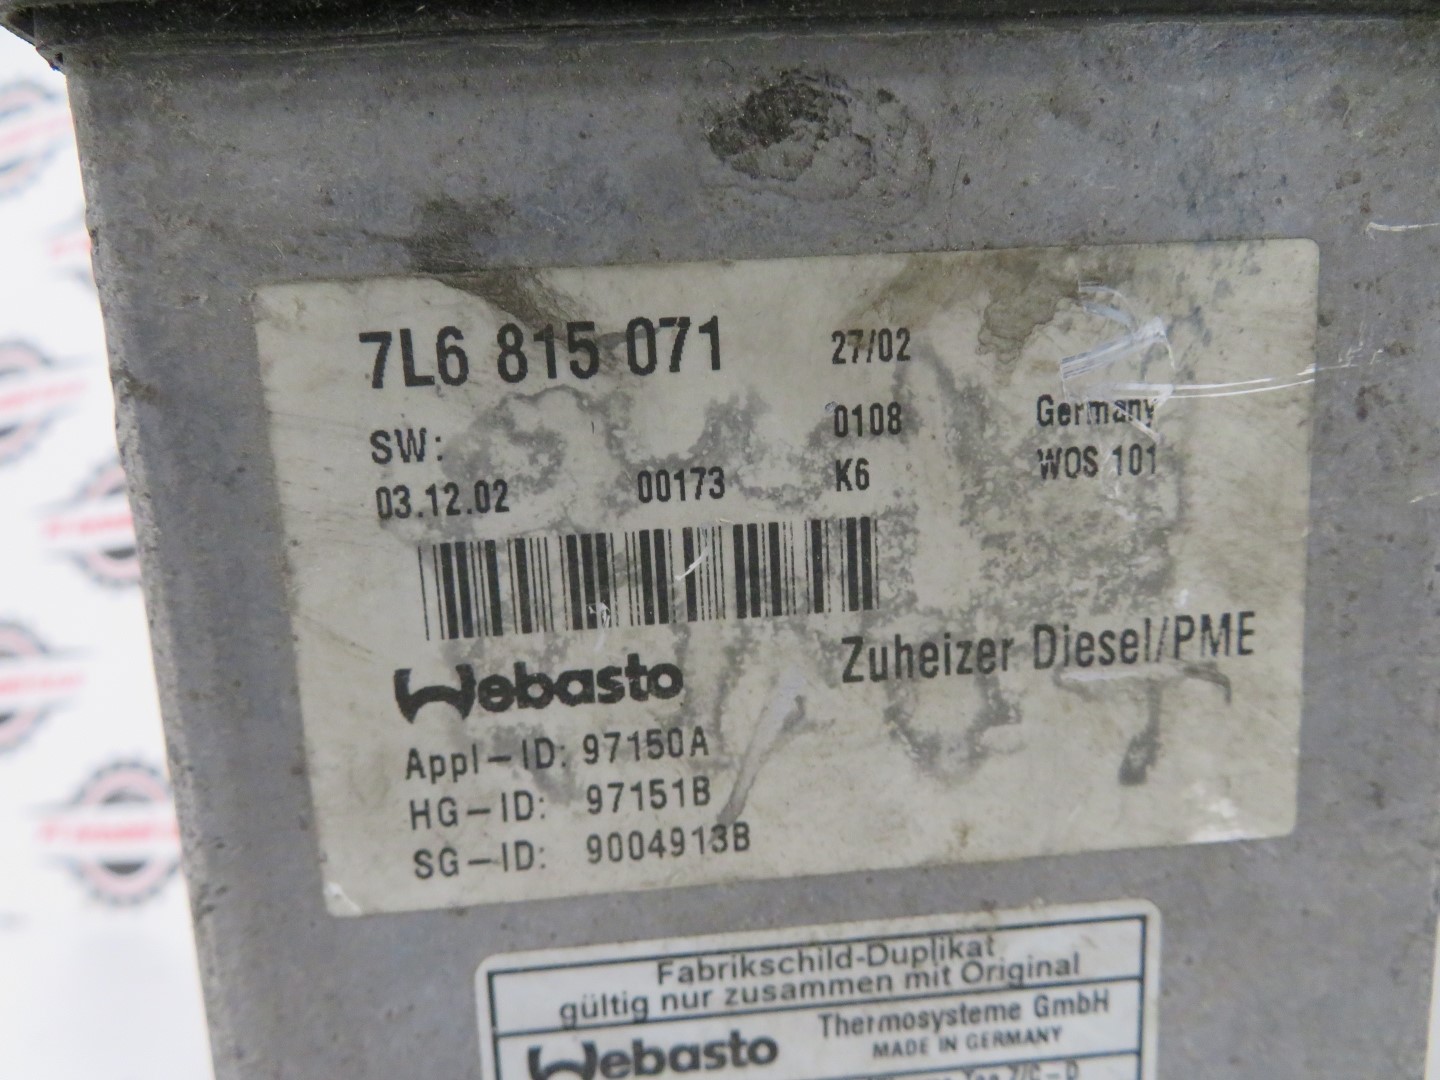 7L6 815 071 27/02
SW: 0108 Germany
03.12.02 00173 K6 WOS 101
Webasto Zuheizer Diesel/PME
Appl-ID: 97150A
HG-ID: 97151B
SG-ID: 9004913B
Fabrikschild-Duplikat
gültig nur zusammen mit Original
Webasto Thermosysteme GmbH
MADE IN GERMANY